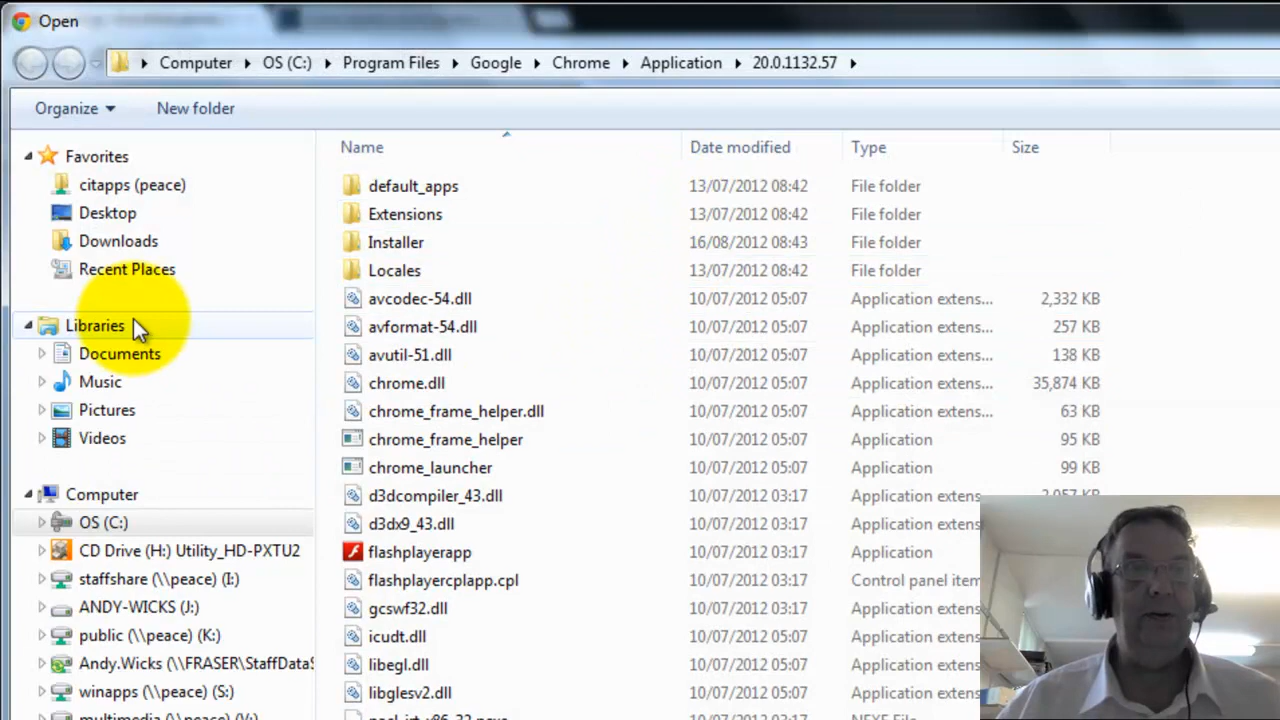 Open
Computer OS (C:) Program Files Google Chrome Application 20.0.1132.57
Organize New folder
Favorites
citapps (peace)
Desktop
Downloads
Recent Places
Libraries
Documents
Music
Pictures
Videos
Computer
OS (C:)
CD Drive (H:) Utility_HD-PXTU2
staffshare (\\peace) (I:)
ANDY-WICKS (J:)
public (\\peace) (K:)
Andy.Wicks (\\FRASER\StaffData$
winapps (\\peace) (S:)
multimedia (\\peace) (V:)
Name Date modified Type Size
default_apps 13/07/2012 08:42 File folder
Extensions 13/07/2012 08:42 File folder
Installer 16/08/2012 08:43 File folder
Locales 13/07/2012 08:42 File folder
avcodec-54.dll 10/07/2012 05:07 Application extens... 2,332 KB
avformat-54.dll 10/07/2012 05:07 Application extens... 257 KB
avutil-51.dll 10/07/2012 05:07 Application extens... 138 KB
chrome.dll 10/07/2012 05:07 Application extens... 35,874 KB
chrome_frame_helper.dll 10/07/2012 05:07 Application extens... 63 KB
chrome_frame_helper 10/07/2012 05:07 Application 95 KB
chrome_launcher 10/07/2012 05:07 Application 99 KB
d3dcompiler_43.dll 10/07/2012 03:17 Application extens 2,057 KB
d3dx9_43.dll 10/07/2012 03:17 Application extens
flashplayerapp 10/07/2012 03:17 Application
flashplayercplapp.cpl 10/07/2012 03:17 Control panel item
gcswf32.dll 10/07/2012 03:17 Application extens
icudt.dll 10/07/2012 05:07 Application extens
libegl.dll 10/07/2012 05:07 Application extens
libglesv2.dll 10/07/2012 05:07 Application extens
10/07/2012 05:07 NEXE File